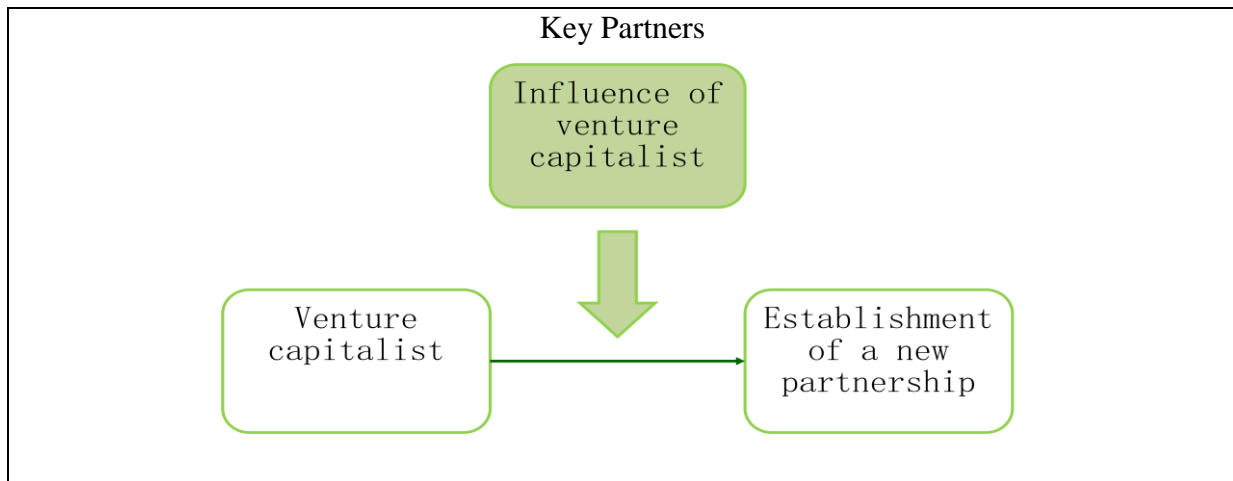 Key Partners
Influence of
venture
capitalist
Venture
capitalist
Establishment
of a new
partnership